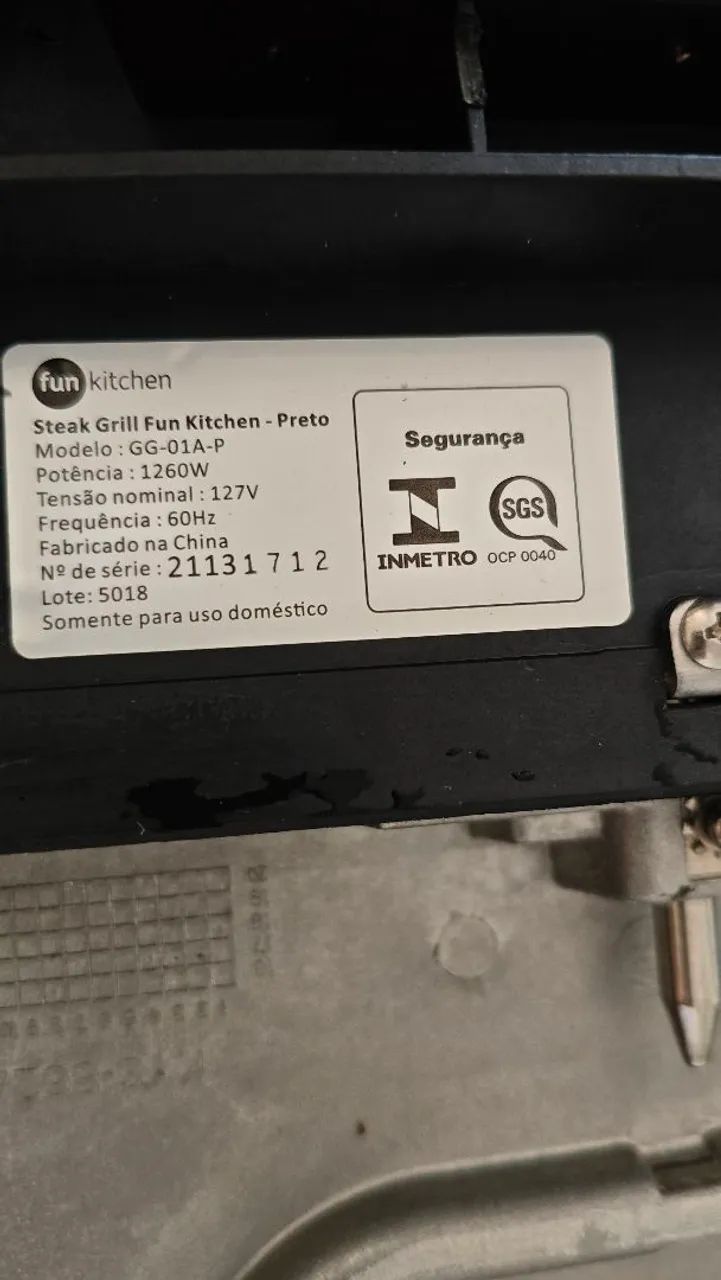 fun kitchen
Steak Grill Fun Kitchen - Preto
Modelo : GG-01A-P
Potência : 1260W
Tensão nominal : 127V
Frequência : 60Hz
Fabricado na China
Nº de série : 21131712
Lote: 5018
Somente para uso doméstico
Segurança
SGS
INMETRO OCP 0040